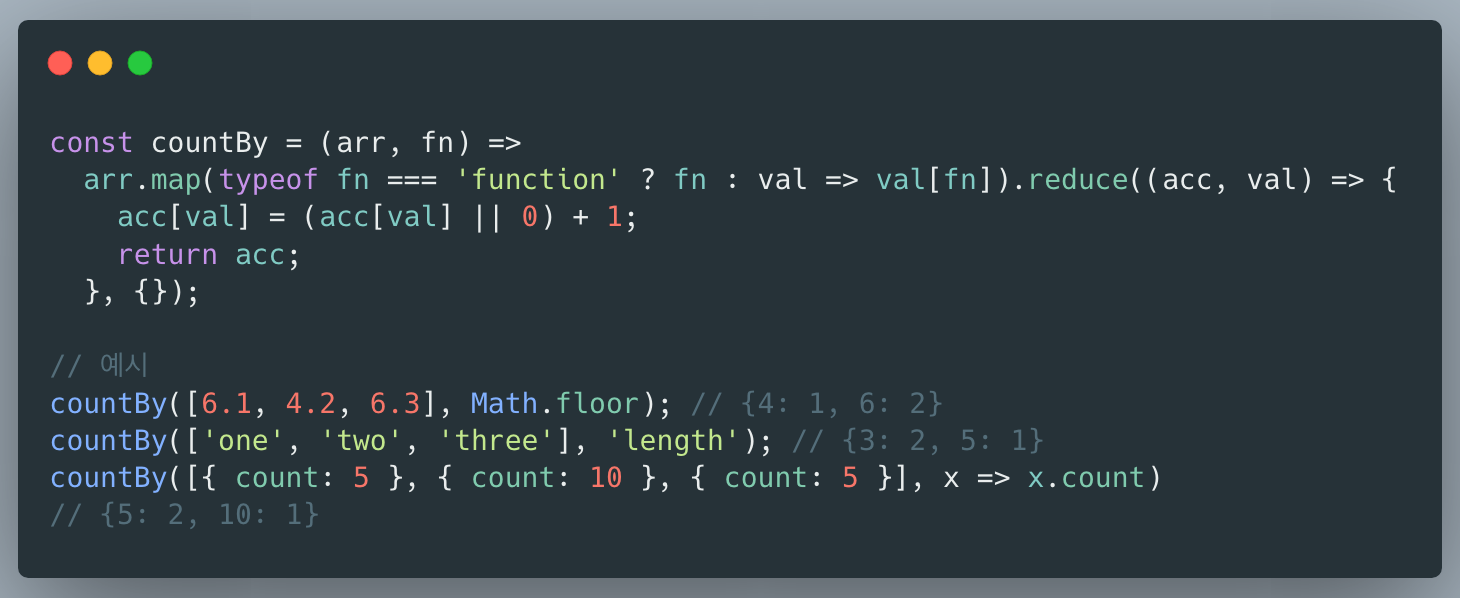 const countBy = (arr, fn) =>
  arr.map(typeof fn === 'function' ? fn : val => val[fn]).reduce((acc, val) => {
    acc[val] = (acc[val] || 0) + 1;
    return acc;
  }, {});

// 예시
countBy([6.1, 4.2, 6.3], Math.floor); // {4: 1, 6: 2}
countBy(['one', 'two', 'three'], 'length'); // {3: 2, 5: 1}
countBy([{ count: 5 }, { count: 10 }, { count: 5 }], x => x.count)
// {5: 2, 10: 1}